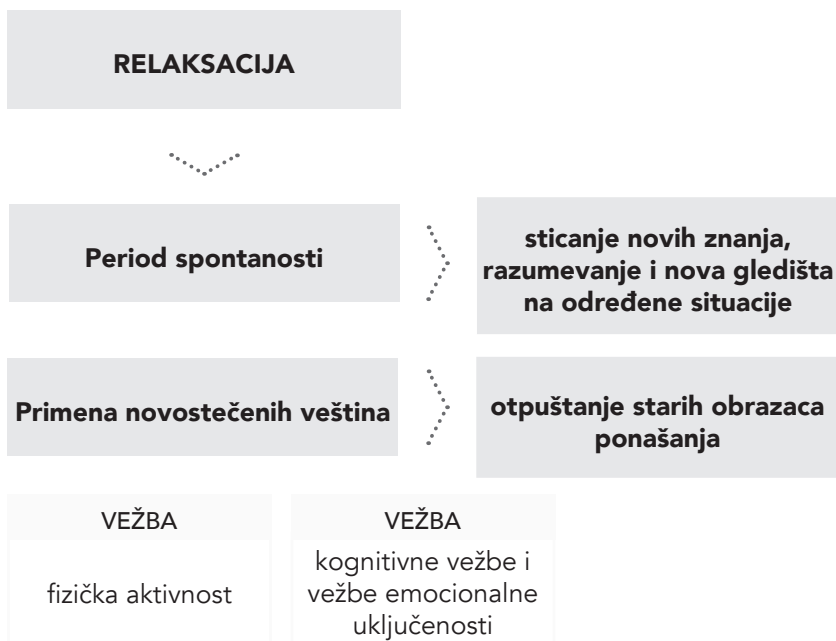 RELAKSACIJA
Period spontanosti
sticanje novih znanja,
razumevanje i nova gledišta
na određene situacije
Primena novostečenih veština
otpuštanje starih obrazaca
ponašanja
VEŽBA
fizička aktivnost
VEŽBA
kognitivne vežbe i
vežbe emocionalne
uključenosti